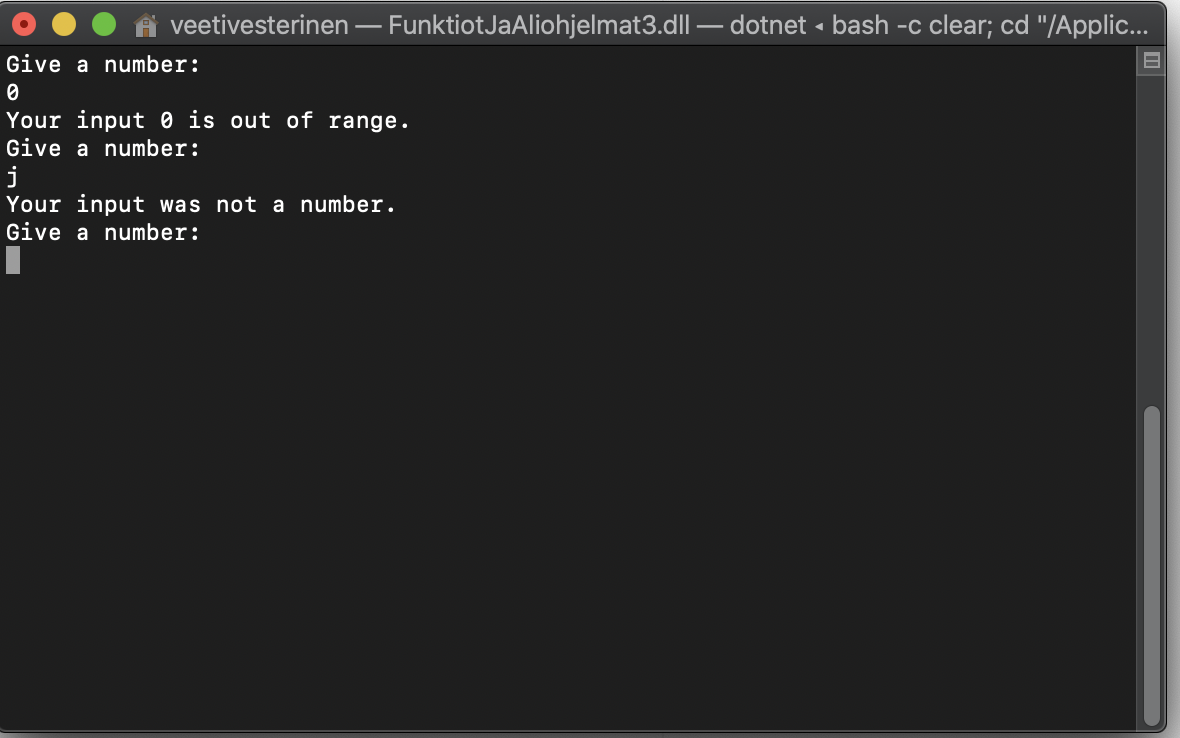 veetivesterinen — FunktiotJaAliohjelmat3.dll — dotnet ◂ bash -c clear; cd "/Applic...
Give a number:
0
Your input 0 is out of range.
Give a number:
j
Your input was not a number.
Give a number: